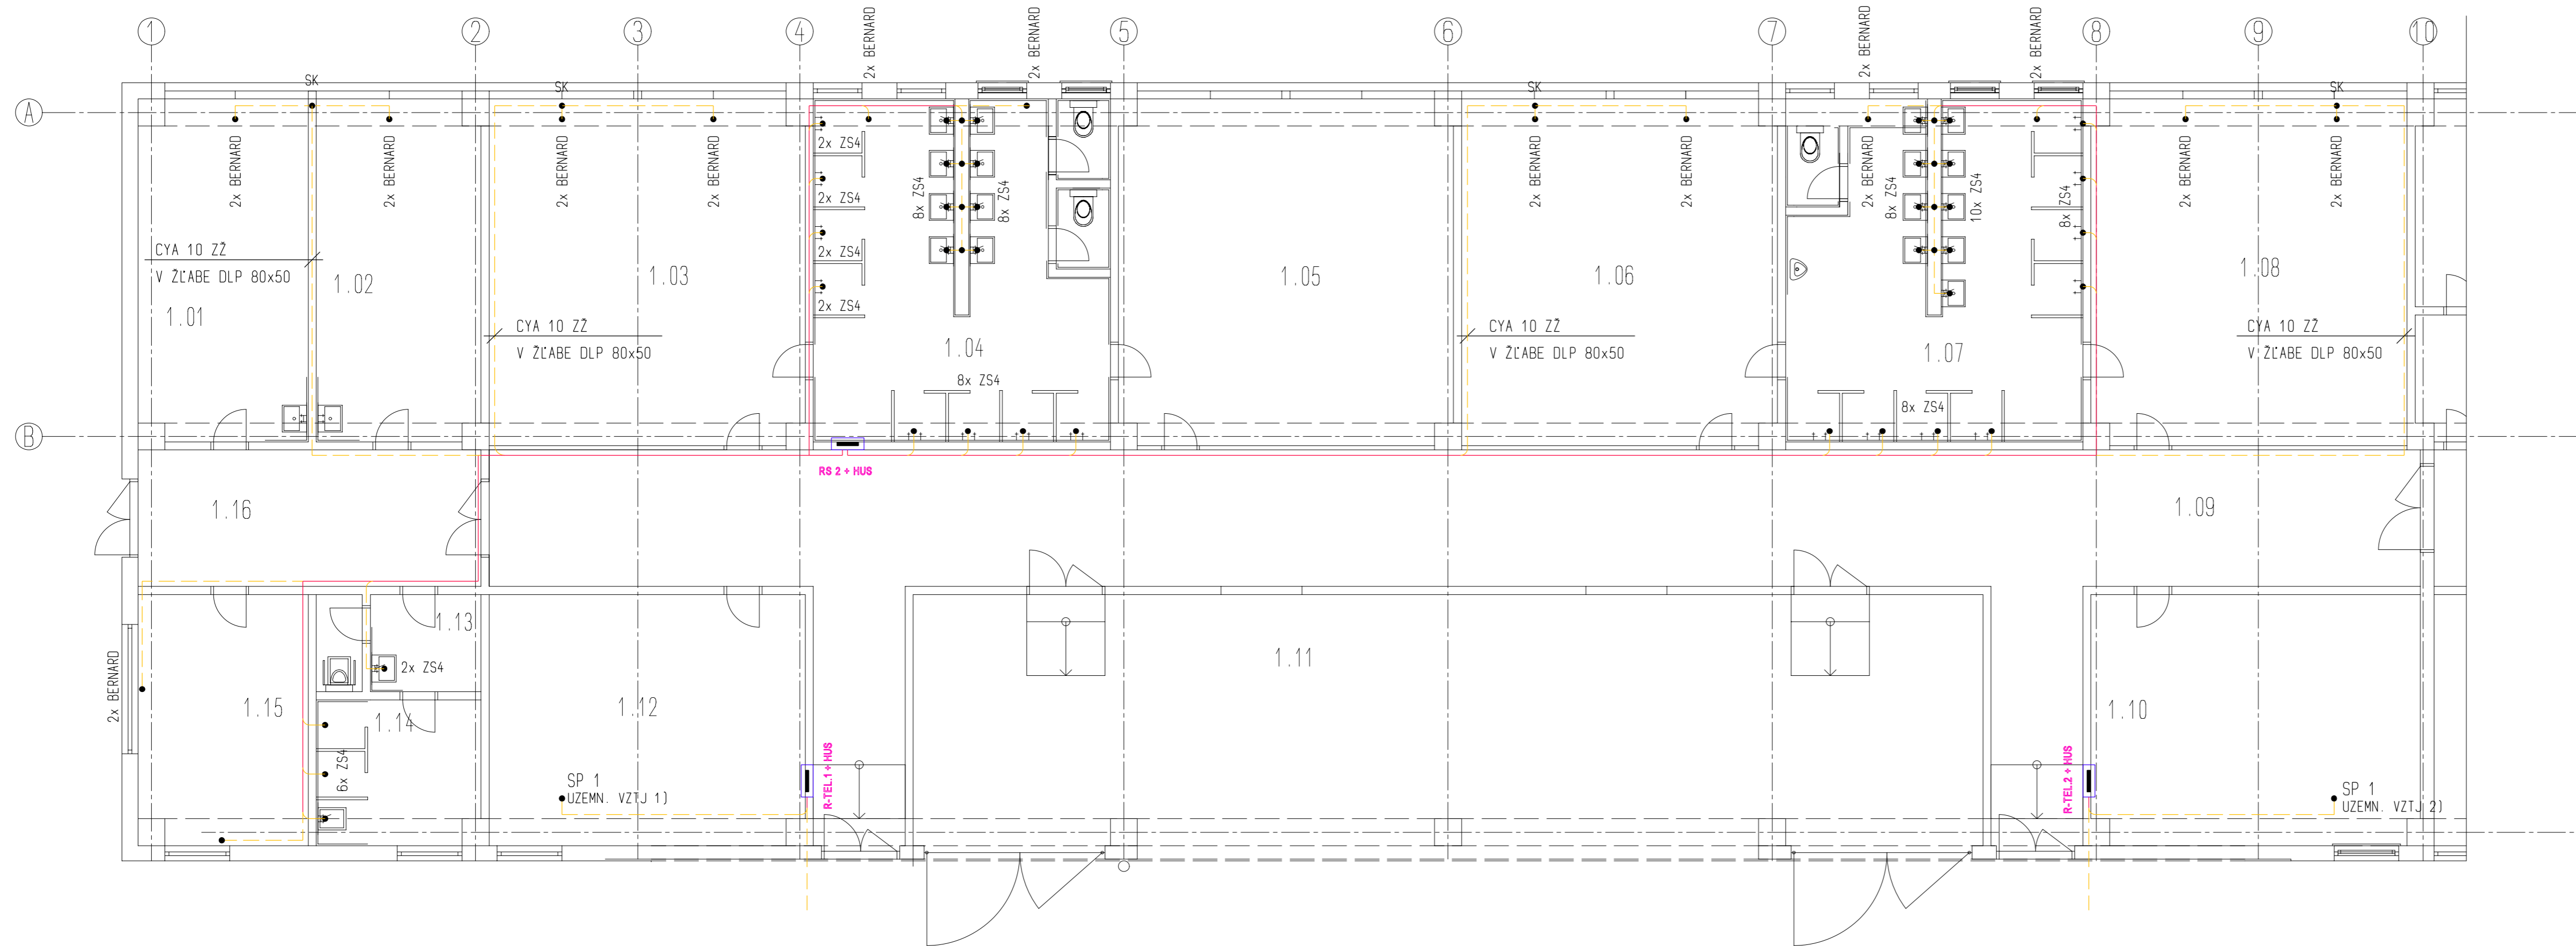 1
2
3
4
5
6
7
8
9
10
2x BERNARD
2x BERNARD
2x BERNARD
2x BERNARD
SK
SK
SK
SK
A
2x BERNARD
2x BERNARD
2x BERNARD
2x BERNARD
2x ZS4
2x ZS4
2x ZS4
2x ZS4
8x ZS4
8x ZS4
2x BERNARD
2x BERNARD
2x BERNARD
8x ZS4
10x ZS4
8x ZS4
2x BERNARD
2x BERNARD
CYA 10 ZŽ
V ŽĽABE DLP 80x50
1.01
1.02
1.03
CYA 10 ZŽ
V ŽĽABE DLP 80x50
1.04
8x ZS4
1.05
1.06
CYA 10 ZŽ
V ŽĽABE DLP 80x50
1.07
8x ZS4
1.08
CYA 10 ZŽ
V ŽĽABE DLP 80x50
B
RS 2 + HUS
1.16
1.09
1.13
2x ZS4
2x BERNARD
1.15
1.14
6x ZS4
1.12
SP 1
UZEMN. VZTJ 1)
R-TEL.1 + HUS
1.11
R-TEL.2 + HUS
1.10
SP 1
UZEMN. VZTJ 2)